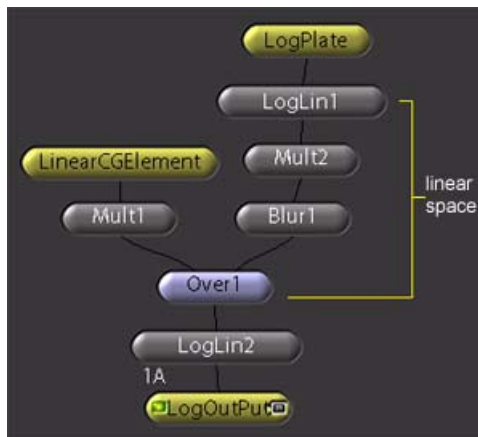 LogPlate
LogLin1
LinearCGElement
Mult2
linear
space
Mult1
Blur1
Over1
LogLin2
1A
LogOutPut